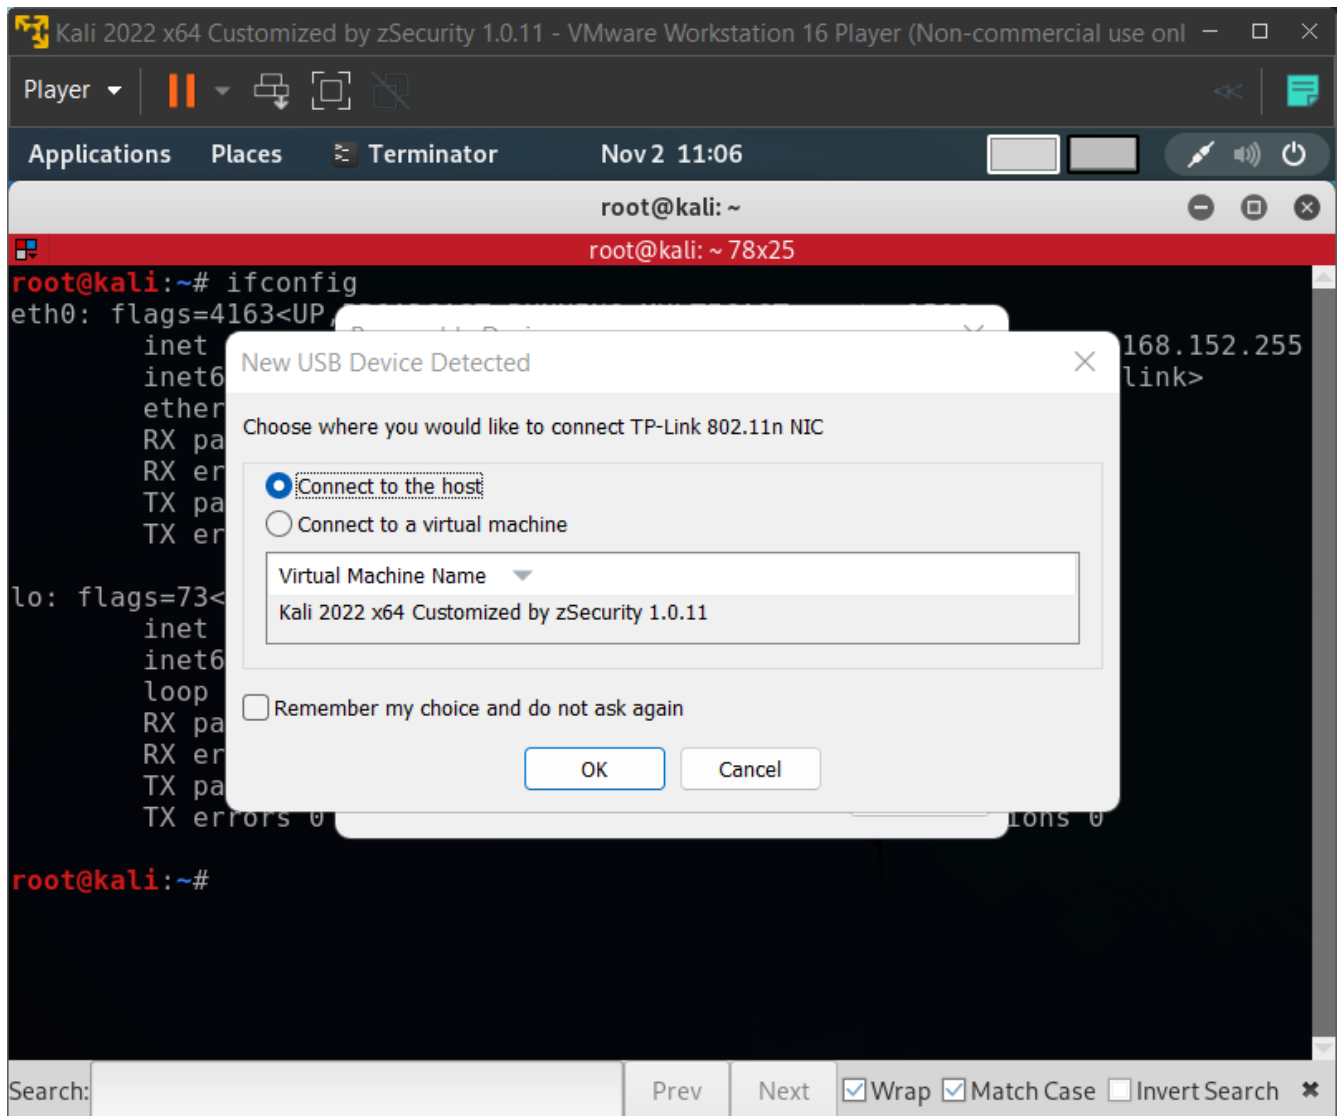 Kali 2022 x64 Customized by zSecurity 1.0.11 - VMware Workstation 16 Player (Non-commercial use onl
Player
Applications Places Terminator Nov 2 11:06
root@kali: ~
root@kali: ~ 78x25
root@kali:~# ifconfig
eth0: flags=4163<UP,
inet 168.152.255
inet6 link>
ether
RX pa
RX er
TX pa
TX er
lo: flags=73<
inet
inet6
loop
RX pa
RX er
TX pa
TX errors 0 ions 0
root@kali:~#
New USB Device Detected
Choose where you would like to connect TP-Link 802.11n NIC
Connect to the host
Connect to a virtual machine
Virtual Machine Name
Kali 2022 x64 Customized by zSecurity 1.0.11
Remember my choice and do not ask again
OK Cancel
Search: Prev Next Wrap Match Case Invert Search